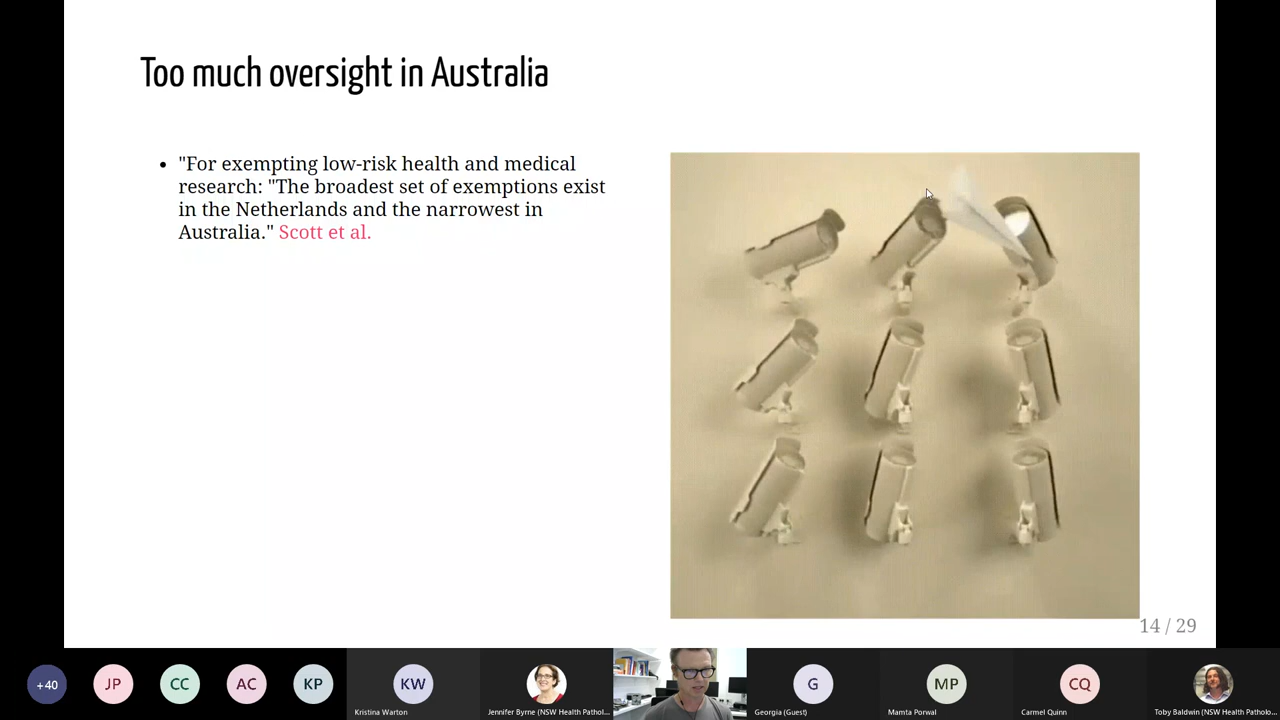 Too much oversight in Australia
• "For exempting low-risk health and medical
research: "The broadest set of exemptions exist
in the Netherlands and the narrowest in
Australia." Scott et al.
14 / 29
+40
JP
CC
AC
KP
KW
G
MP
CQ
Kristina Warton
Jennifer Byrne (NSW Health Pathol...
Georgia (Guest)
Mamta Porwal
Carmel Quinn
Toby Baldwin (NSW Health Patholo...